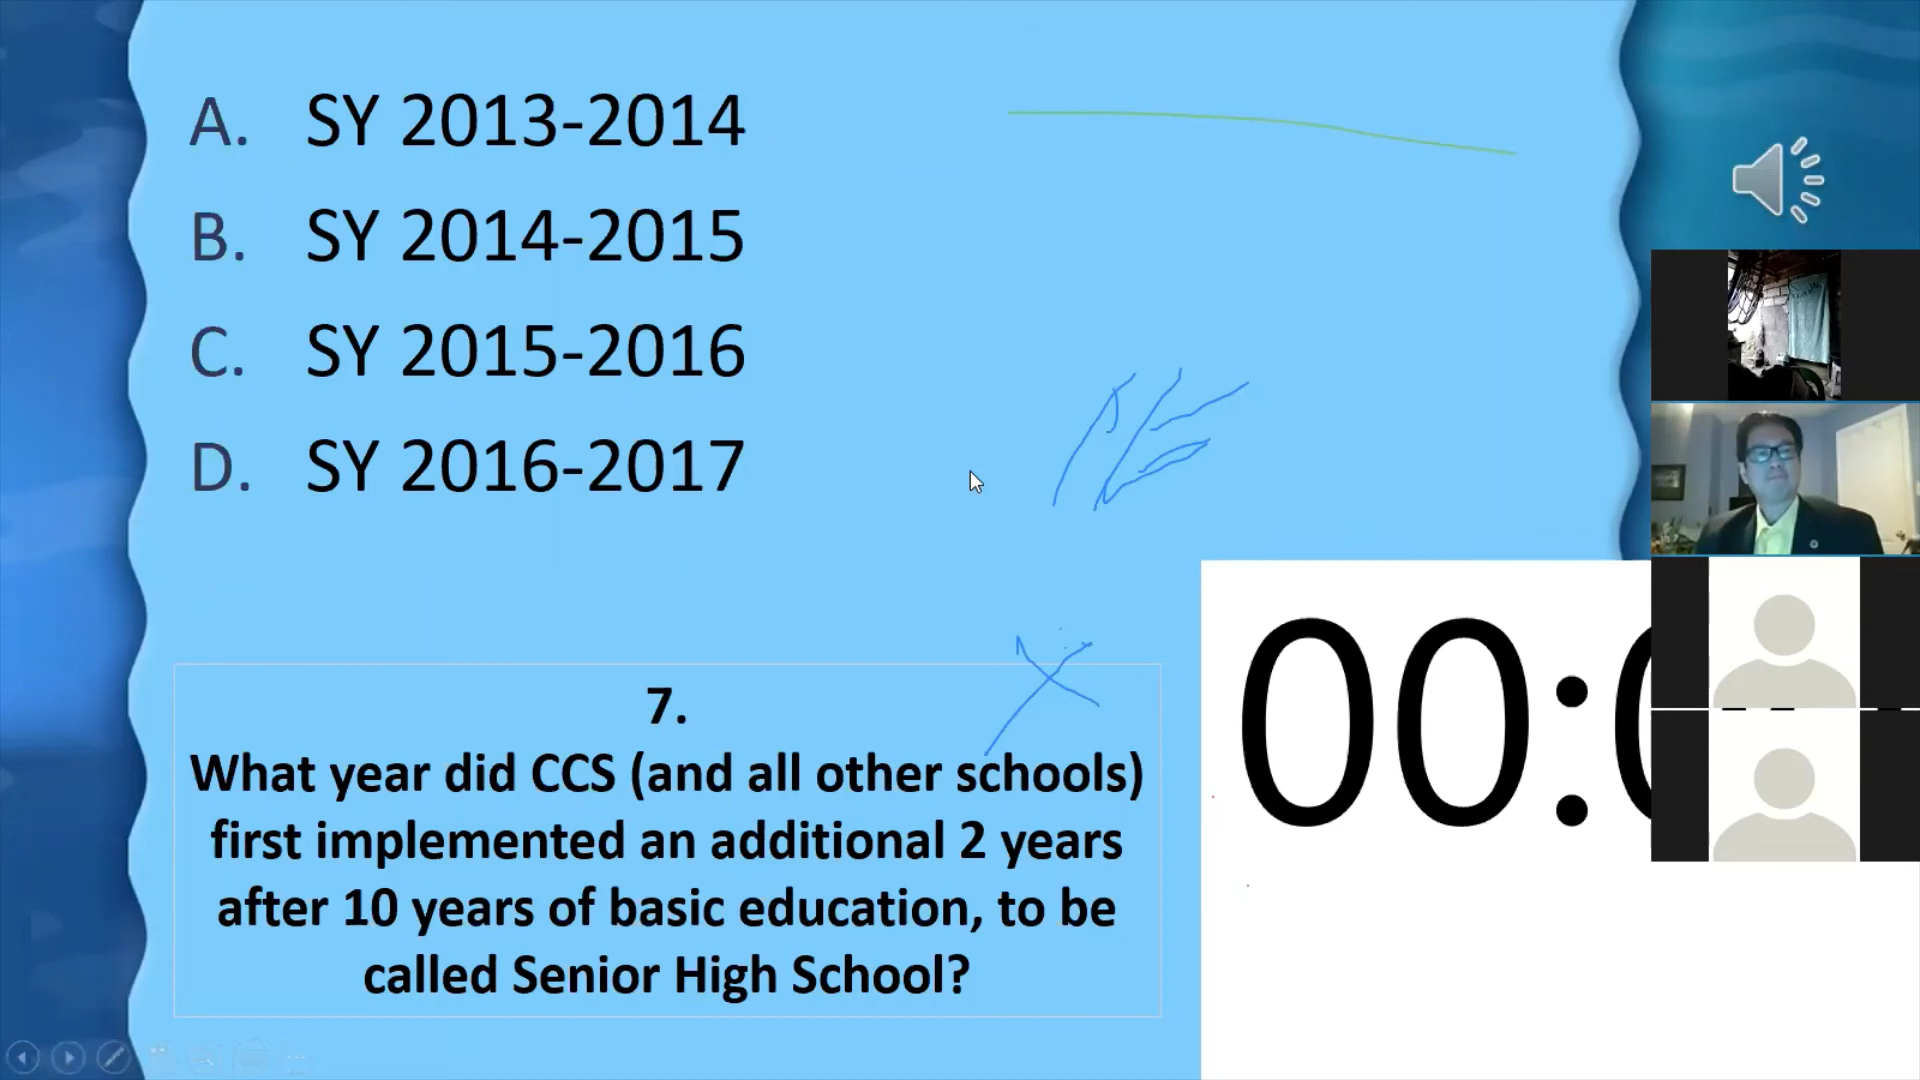 A. SY 2013-2014
B. SY 2014-2015
C. SY 2015-2016
D. SY 2016-2017
7.
What year did CCS (and all other schools)
first implemented an additional 2 years
after 10 years of basic education, to be
called Senior High School?
00: